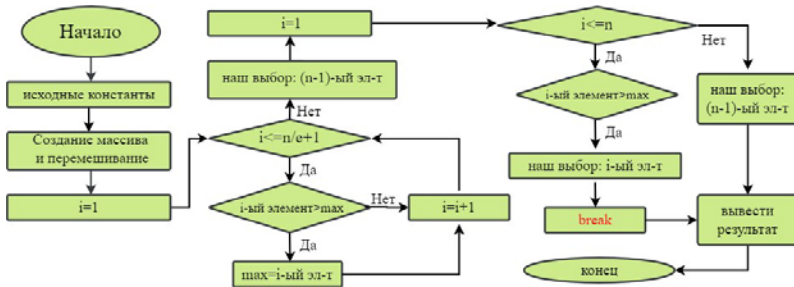 Начало
исходные константы
Создание массива
и перемешивание
i=1
i=1
наш выбор: (n-1)-ый эл-т
Нет
i<=n/e+1
Да
i-ый элемент>max
Нет
i=i+1
Да
max=i-ый эл-т
i<=n
Нет
Да
i-ый элемент>max
Да
наш выбор: i-ый эл-т
break
наш выбор:
(n-1)-ый эл-т
вывести
результат
конец